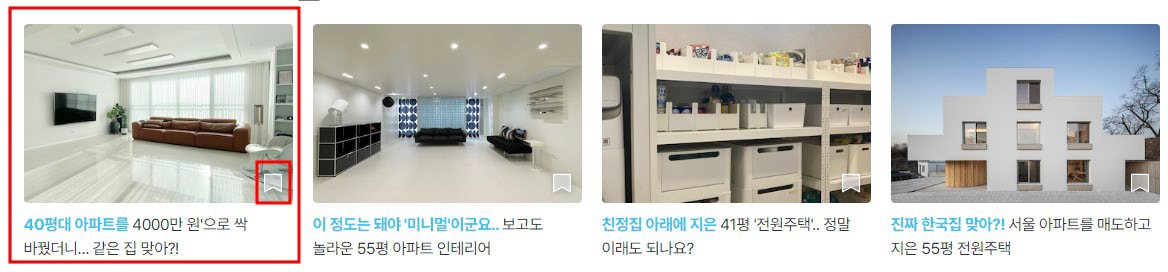 40평대 아파트를 4000만 원'으로 싹
바꿨더니... 같은 집 맞아?!
이 정도는 돼야 '미니멀'이군요.. 보고도
놀라운 55평 아파트 인테리어
친정집 아래에 지은 41평 '전원주택'.. 정말
이래도 되나요?
진짜 한국집 맞아?! 서울 아파트를 매도하고
지은 55평 전원주택